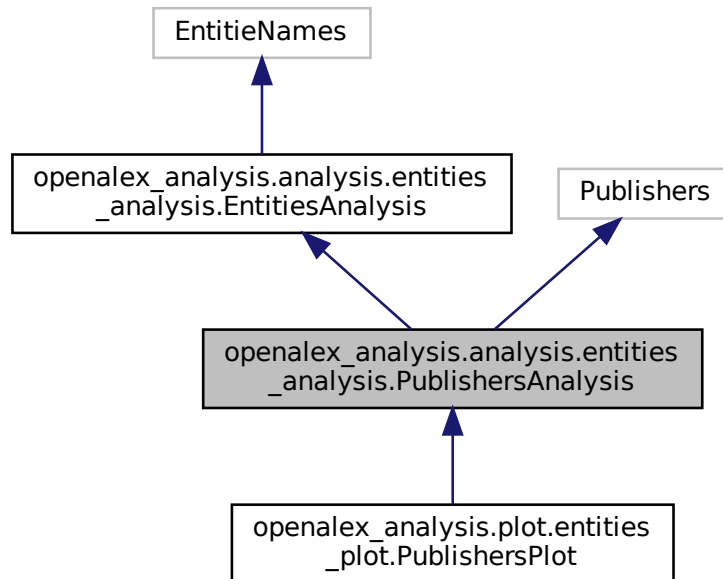 EntitieNames
openalex_analysis.analysis.entities
_analysis.EntitiesAnalysis
Publishers
openalex_analysis.analysis.entities
_analysis.PublishersAnalysis
openalex_analysis.plot.entities
_plot.PublishersPlot